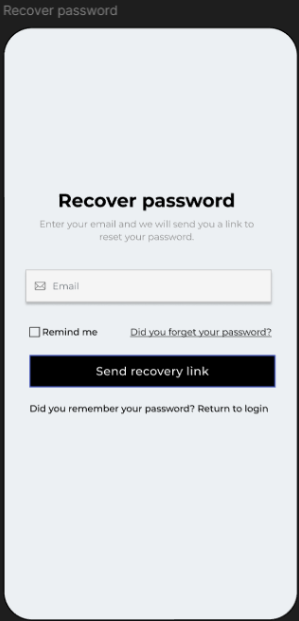 Recover password
Recover password
Enter your email and we will send you a link to
reset your password.
Email
Remind me
Did you forget your password?
Send recovery link
Did you remember your password? Return to login